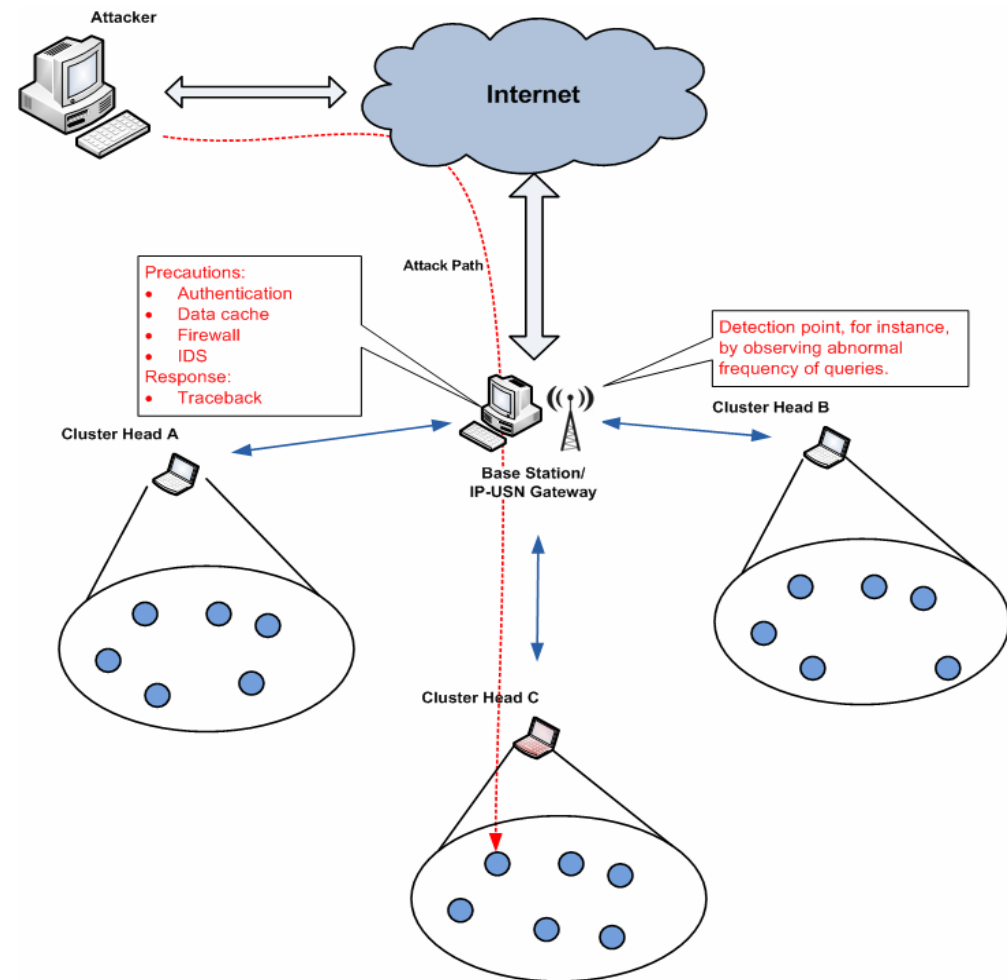 Attacker
Internet
Attack Path
Precautions:
• Authentication
• Data cache
• Firewall
• IDS
Response:
• Traceback
Detection point, for instance,
by observing abnormal
frequency of queries.
Cluster Head A
Base Station/
IP-USN Gateway
Cluster Head B
Cluster Head C